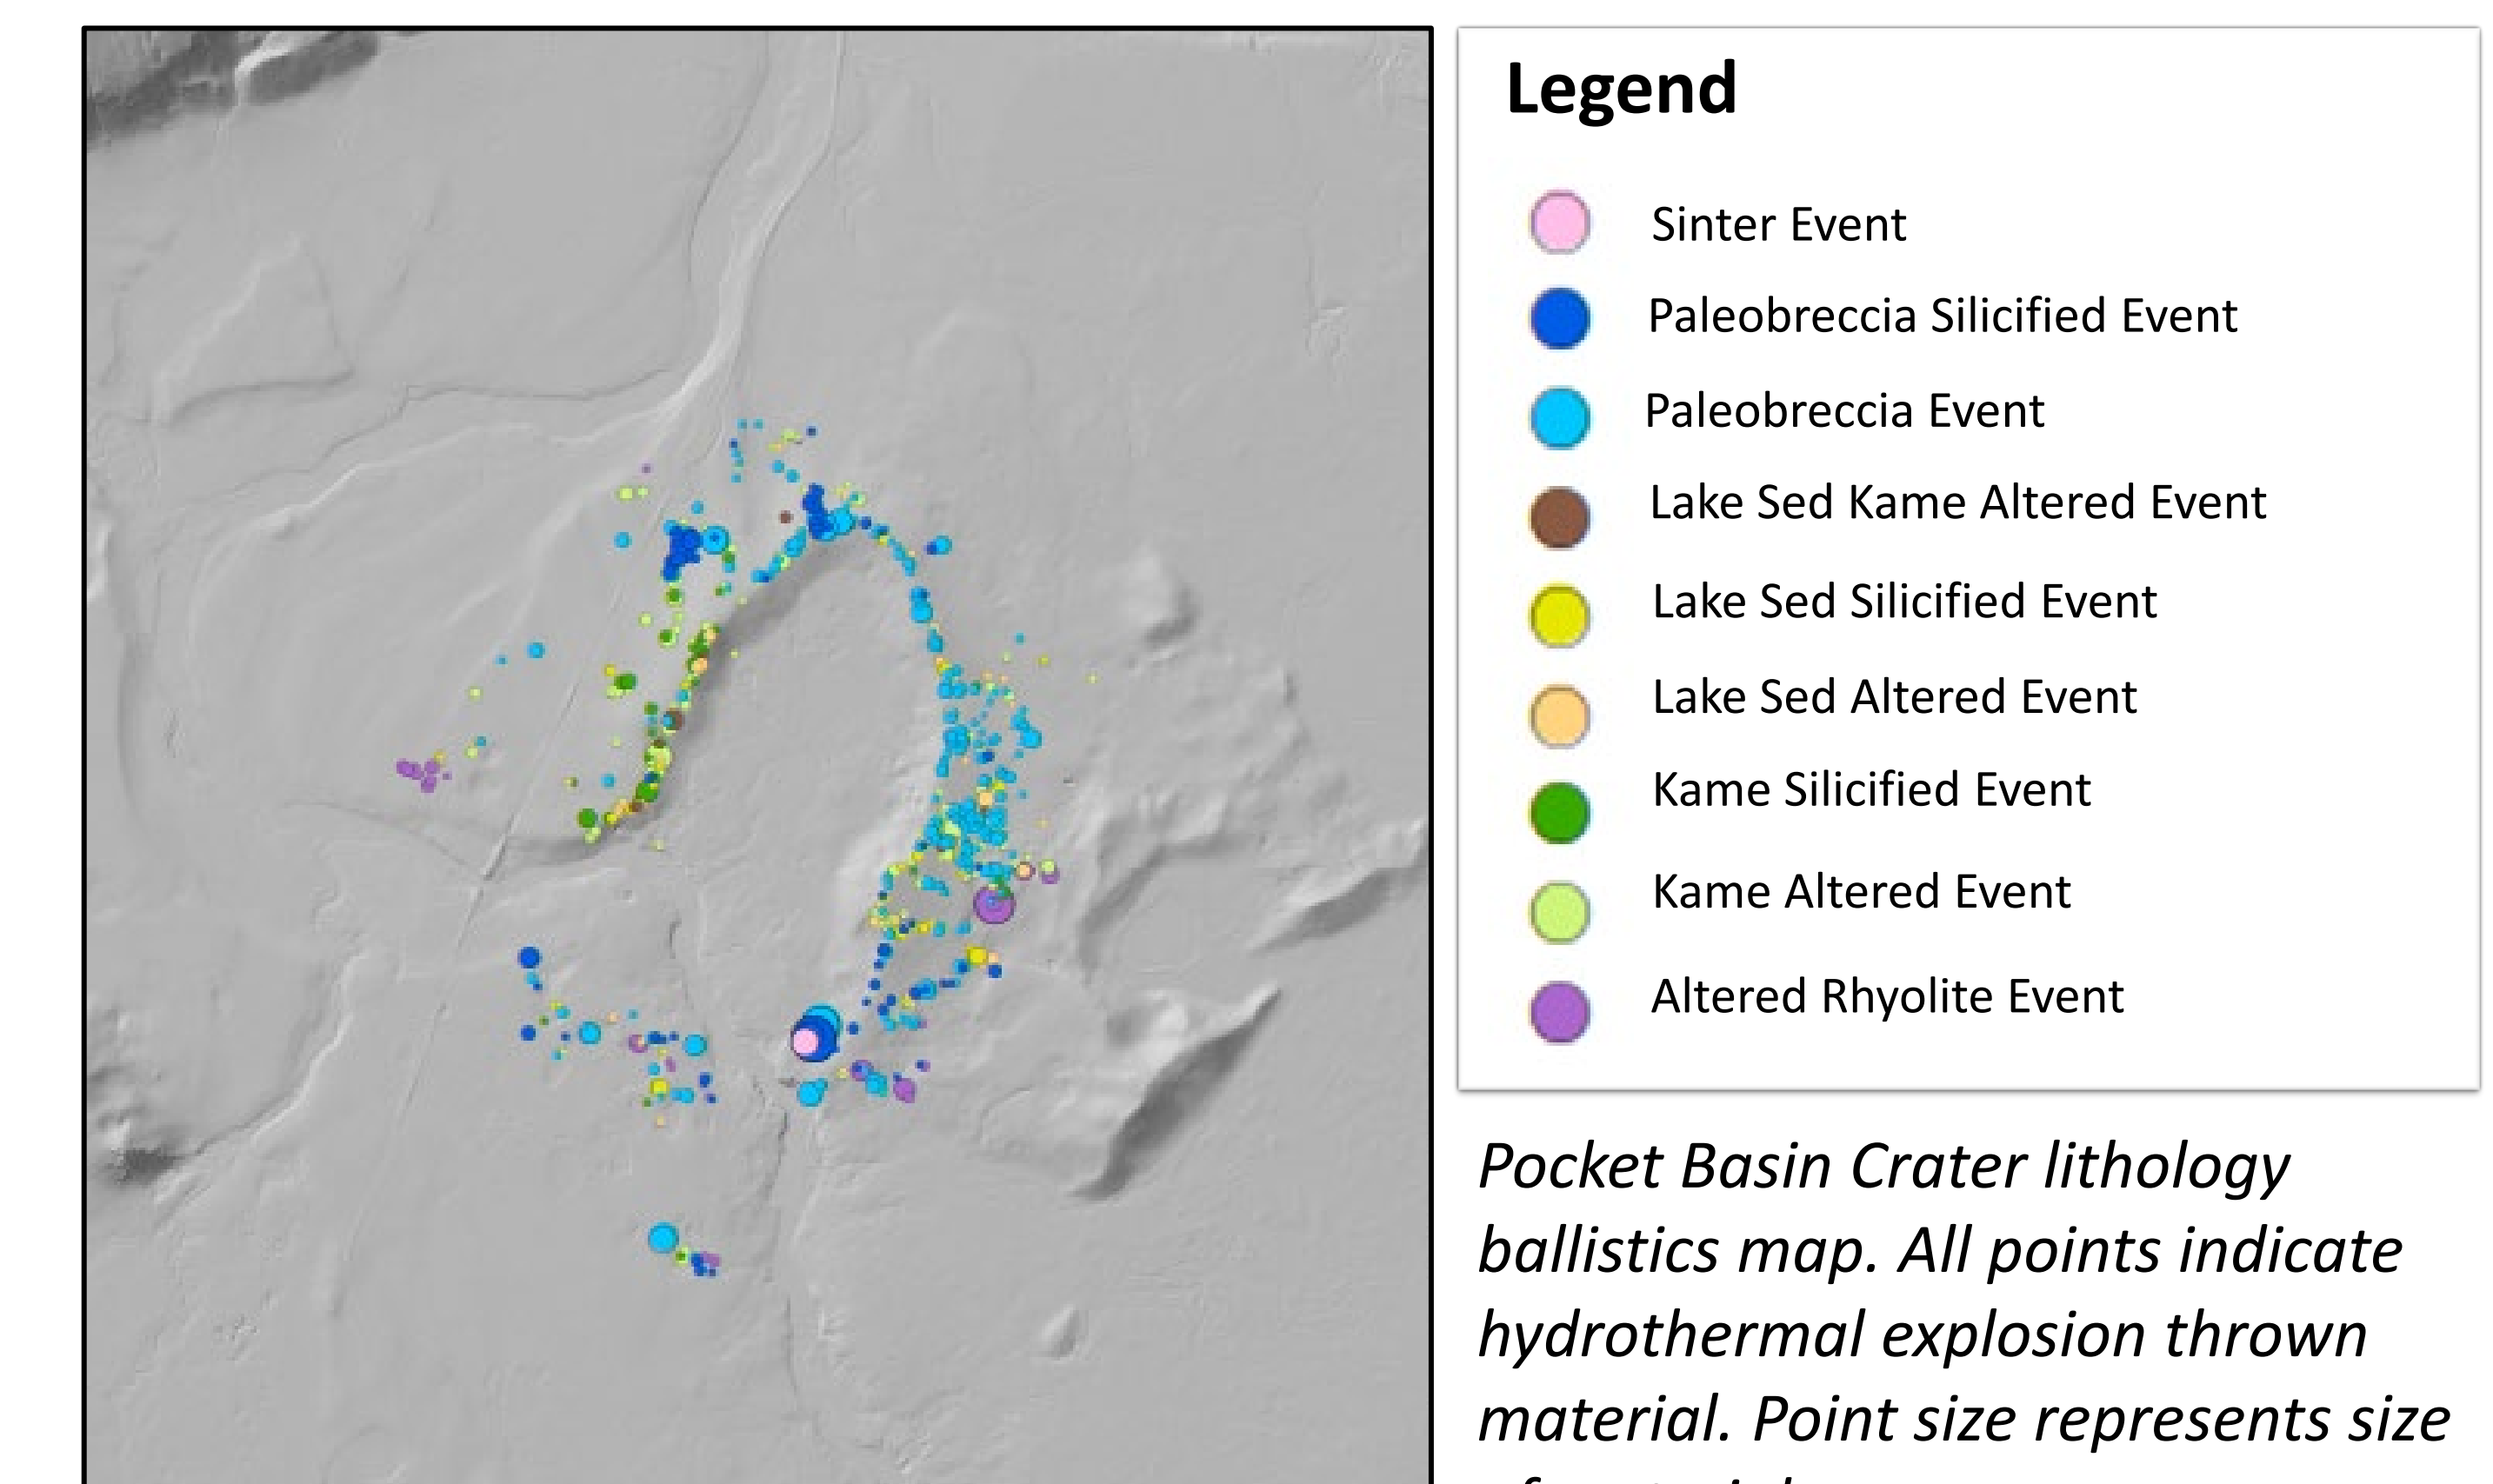 Legend
Sinter Event
Paleobreccia Silicified Event
Paleobreccia Event
Lake Sed Kame Altered Event
Lake Sed Silicified Event
Lake Sed Altered Event
Kame Silicified Event
Kame Altered Event
Altered Rhyolite Event
Pocket Basin Crater lithology
ballistics map. All points indicate
hydrothermal explosion thrown
material. Point size represents size